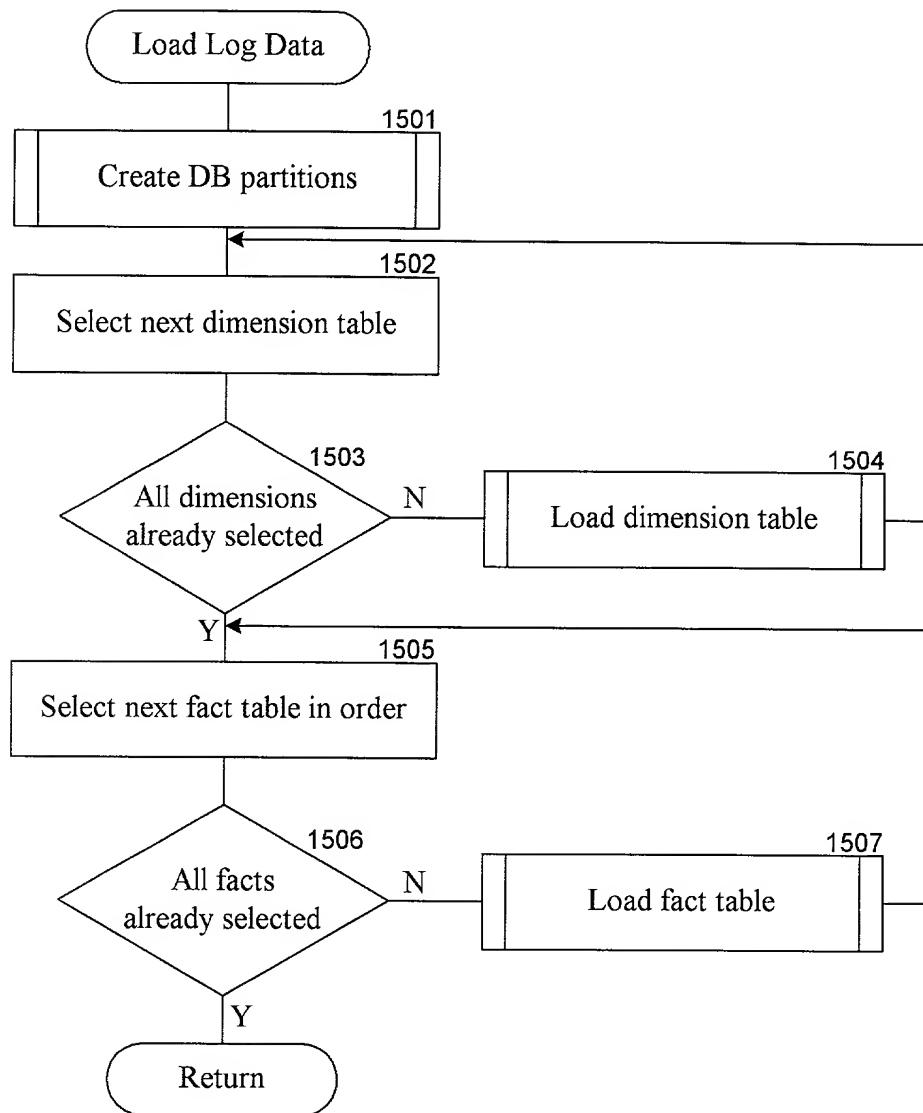 Load Log Data
1501
Create DB partitions
1502
Select next dimension table
1503
All dimensions
already selected
N
1504
Load dimension table
Y
1505
Select next fact table in order
1506
All facts
already selected
N
1507
Load fact table
Y
Return